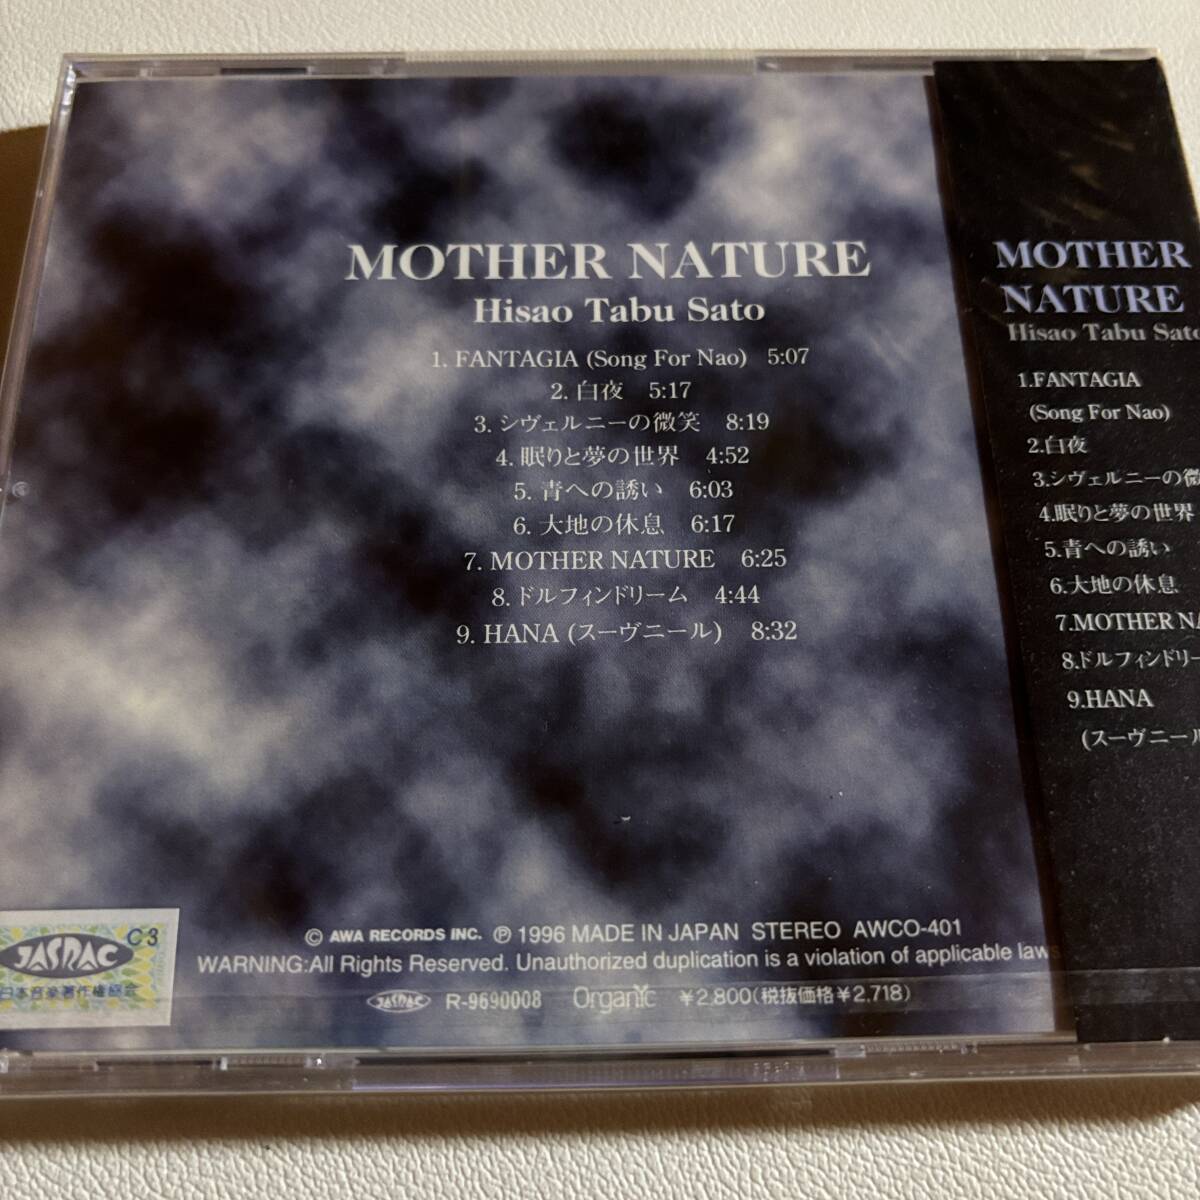 MOTHER NATURE
Hisao Tabu Sato
1. FANTAGIA (Song For Nao) 5:07
2. 白夜 5:17
3. シヴェルニーの微笑 8:19
4. 眠りと夢の世界 4:52
5. 青への誘い 6:03
6. 大地の休息 6:17
7. MOTHER NATURE 6:25
8. ドルフィンドリーム 4:44
9. HANA (スーヴニール) 8:32
© AWA RECORDS INC. ℗ 1996 MADE IN JAPAN STEREO AWCO-401
WARNING:All Rights Reserved. Unauthorized duplication is a violation of applicable laws
JASRAC R-9690008 Organic ¥2,800(税抜価格¥2,718)
C3
JASRAC
日本音楽著作権協会
MOTHER
NATURE
Hisao Tabu Sato
1.FANTAGIA
(Song For Nao)
2.白夜
3.シヴェルニーの微
4.眠りと夢の世界
5.青への誘い
6.大地の休息
7.MOTHER NA
8.ドルフィンドリー
9.HANA
(スーヴニール